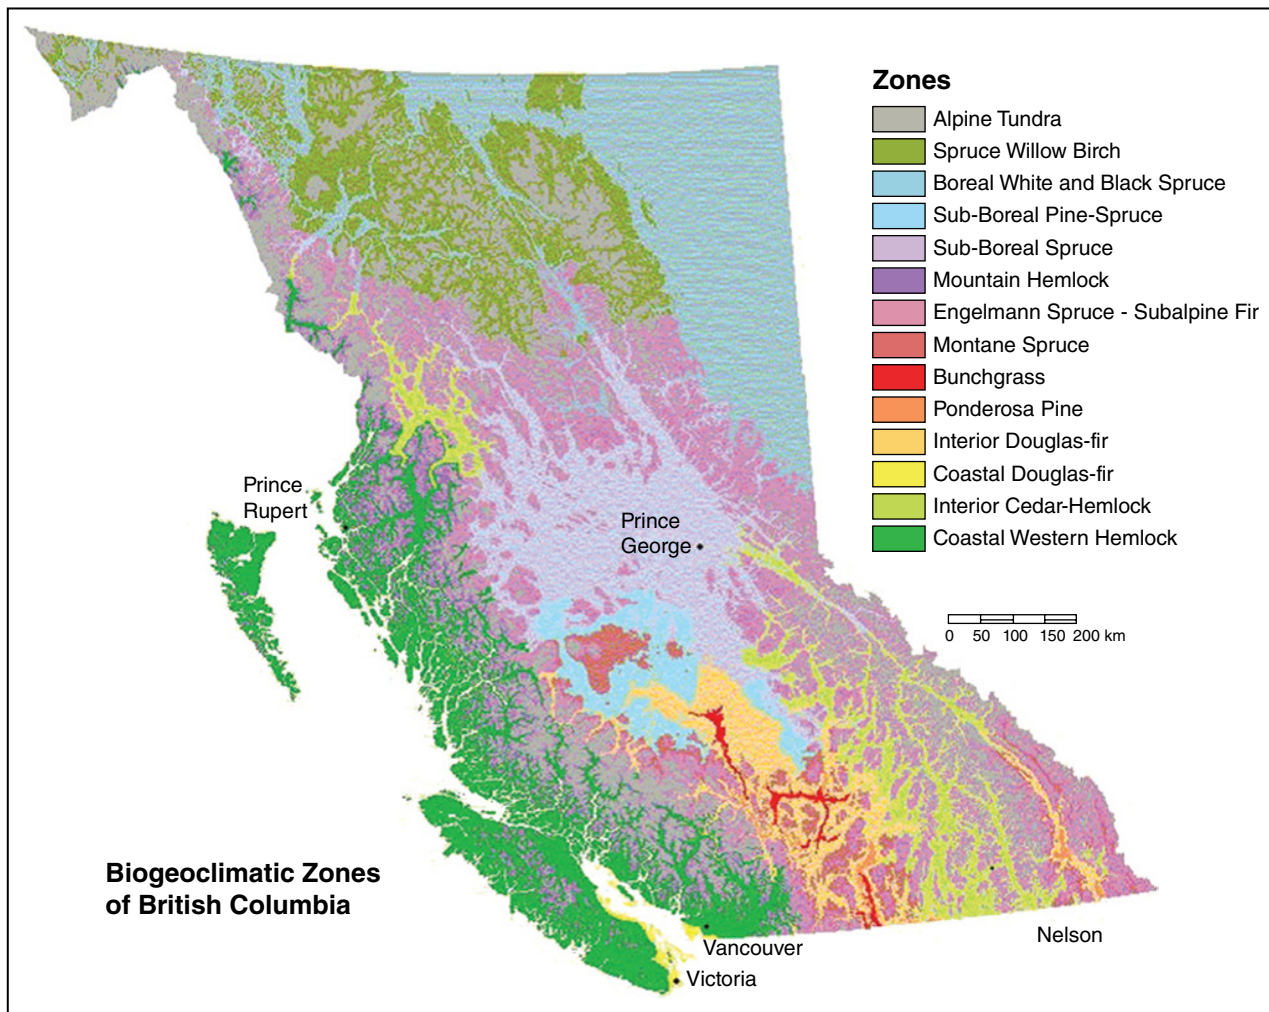 Zones
Alpine Tundra
Spruce Willow Birch
Boreal White and Black Spruce
Sub-Boreal Pine-Spruce
Sub-Boreal Spruce
Mountain Hemlock
Engelmann Spruce - Subalpine Fir
Montane Spruce
Bunchgrass
Ponderosa Pine
Interior Douglas-fir
Coastal Douglas-fir
Interior Cedar-Hemlock
Coastal Western Hemlock
Prince
Rupert
Prince
George
0 50 100 150 200 km
Biogeoclimatic Zones
of British Columbia
Nelson
Vancouver
Victoria